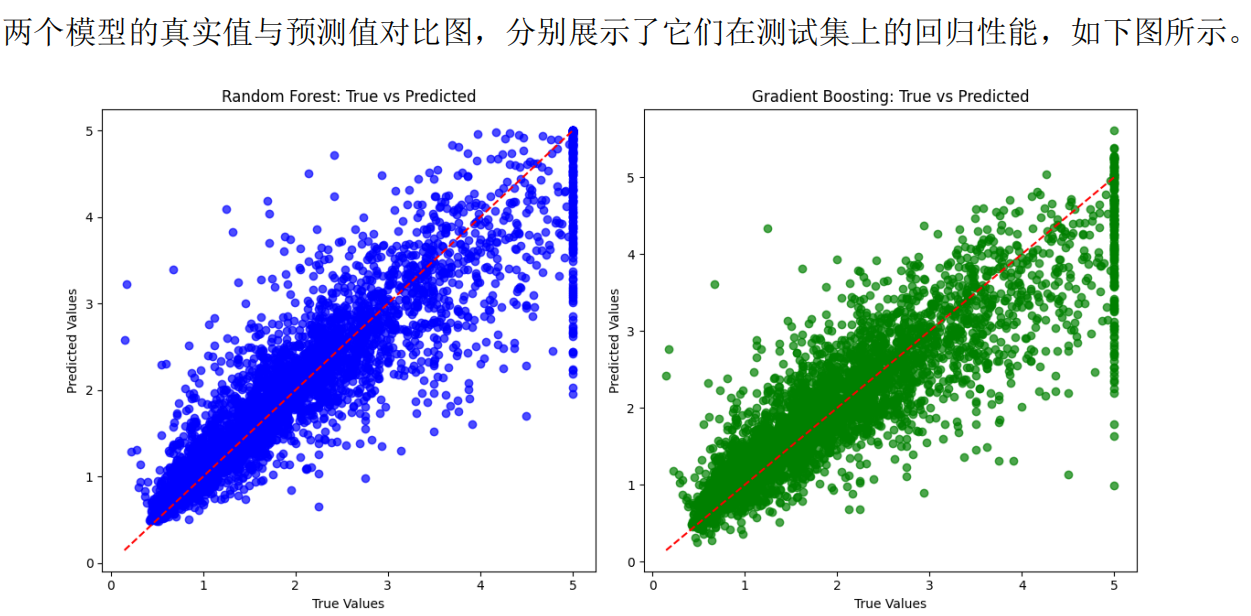 两个模型的真实值与预测值对比图，分别展示了它们在测试集上的回归性能，如下图所示。
Random Forest: True vs Predicted
5
4
3
2
1
0
Predicted Values
0 1 2 3 4 5
True Values
Gradient Boosting: True vs Predicted
5
4
3
2
1
0
Predicted Values
0 1 2 3 4 5
True Values